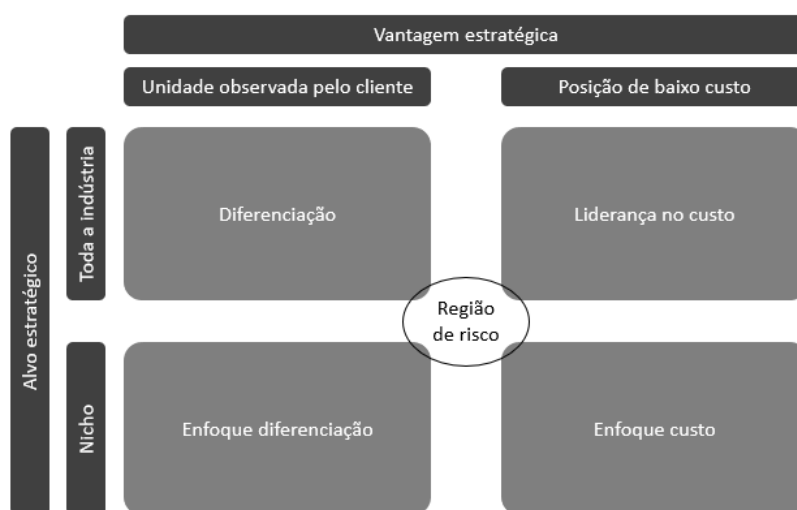 Vantagem estratégica
Unidade observada pelo cliente
Posição de baixo custo
Alvo estratégico
Toda a indústria
Diferenciação
Liderança no custo
Região
de risco
Nicho
Enfoque diferenciação
Enfoque custo